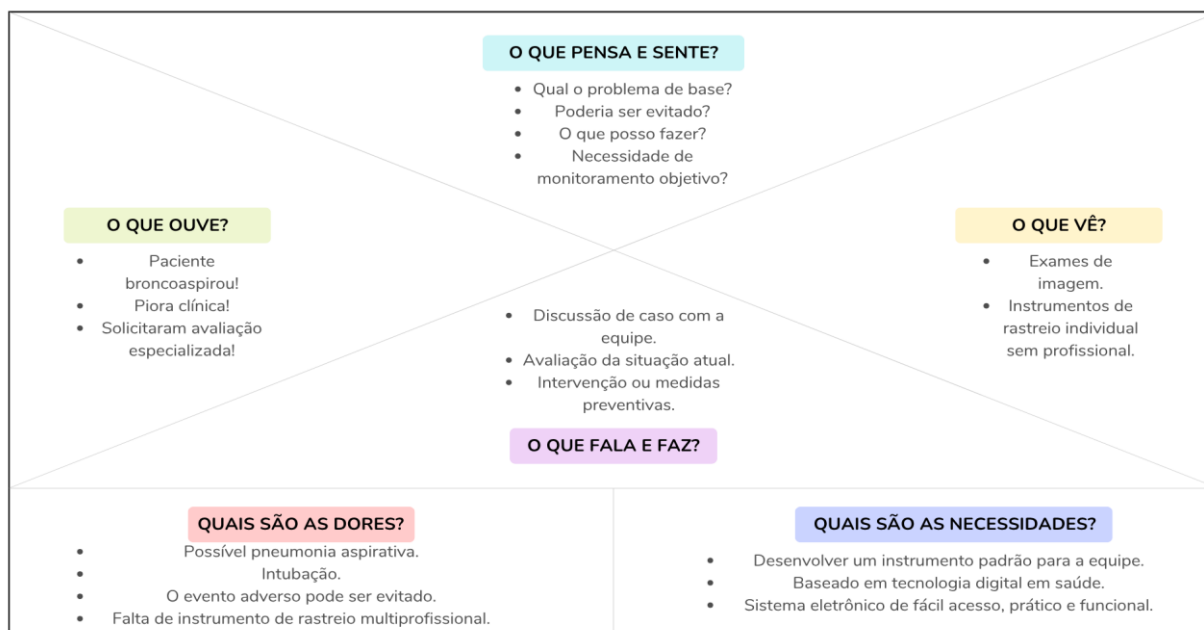 O QUE PENSA E SENTE?
• Qual o problema de base?
• Poderia ser evitado?
• O que posso fazer?
• Necessidade de
monitoramento objetivo?
O QUE OUVE?
• Paciente
broncoaspirou!
• Piora clínica!
• Solicitaram avaliação
especializada!
O QUE VÊ?
• Exames de
imagem.
• Instrumentos de
rastreio individual
sem profissional.
• Discussão de caso com a
equipe.
• Avaliação da situação atual.
• Intervenção ou medidas
preventivas.
O QUE FALA E FAZ?
QUAIS SÃO AS DORES?
• Possível pneumonia aspirativa.
• Intubação.
• O evento adverso pode ser evitado.
• Falta de instrumento de rastreio multiprofissional.
QUAIS SÃO AS NECESSIDADES?
• Desenvolver um instrumento padrão para a equipe.
• Baseado em tecnologia digital em saúde.
• Sistema eletrônico de fácil acesso, prático e funcional.